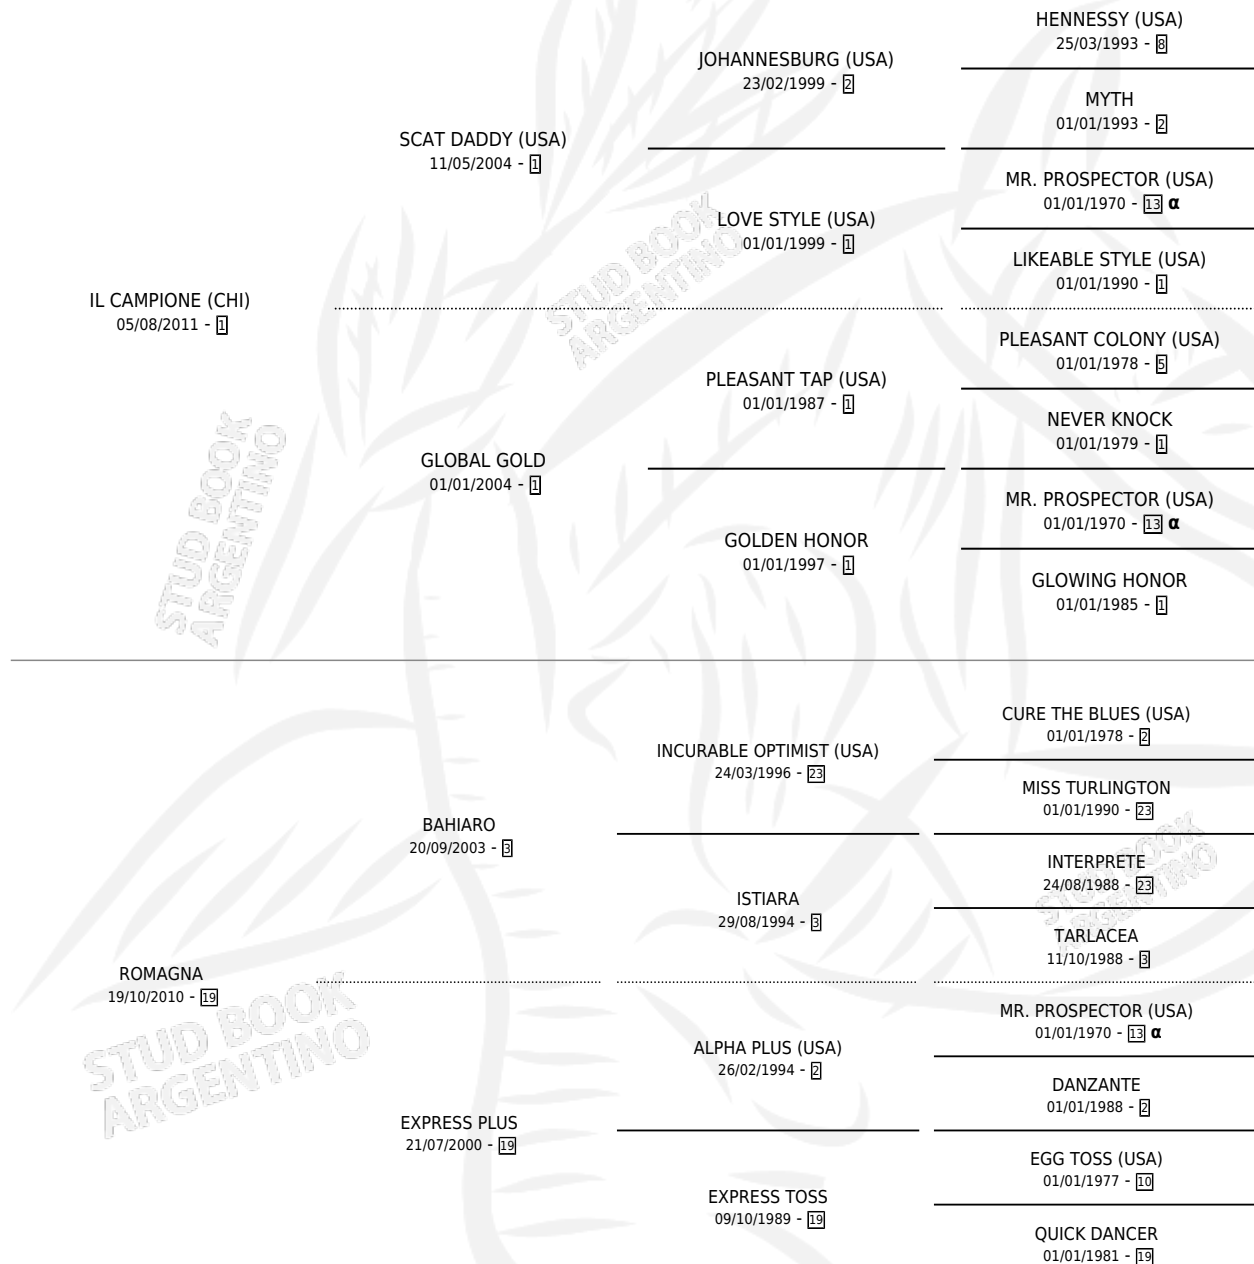 HENNESSY (USA)
25/03/1993 - 8
JOHANNESBURG (USA)
23/02/1999 - 2
MYTH
01/01/1993 - 2
SCAT DADDY (USA)
11/05/2004 - 1
MR. PROSPECTOR (USA)
01/01/1970 - 13 α
LOVE STYLE (USA)
01/01/1999 - 1
LIKEABLE STYLE (USA)
01/01/1990 - 1
STUD BOOK
ARGENTINO
IL CAMPIONE (CHI)
05/08/2011 - 1
PLEASANT COLONY (USA)
01/01/1978 - 5
PLEASANT TAP (USA)
01/01/1987 - 1
NEVER KNOCK
01/01/1979 - 1
GLOBAL GOLD
01/01/2004 - 1
STUD BOOK
ARGENTINO
MR. PROSPECTOR (USA)
01/01/1970 - 13 α
GOLDEN HONOR
01/01/1997 - 1
GLOWING HONOR
01/01/1985 - 1
CURE THE BLUES (USA)
01/01/1978 - 2
INCURABLE OPTIMIST (USA)
24/03/1996 - 23
MISS TURLINGTON
01/01/1990 - 23
BAHIARO
20/09/2003 - 3
INTERPRETE
24/08/1988 - 23
STUD BOOK
ARGENTINO
ISTIARA
29/08/1994 - 3
TARLACEA
11/10/1988 - 3
ROMAGNA
19/10/2010 - 19
STUD BOOK
ARGENTINO
MR. PROSPECTOR (USA)
01/01/1970 - 13 α
ALPHA PLUS (USA)
26/02/1994 - 2
DANZANTE
01/01/1988 - 2
EXPRESS PLUS
21/07/2000 - 19
EGG TOSS (USA)
01/01/1977 - 10
EXPRESS TOSS
09/10/1989 - 19
QUICK DANCER
01/01/1981 - 19